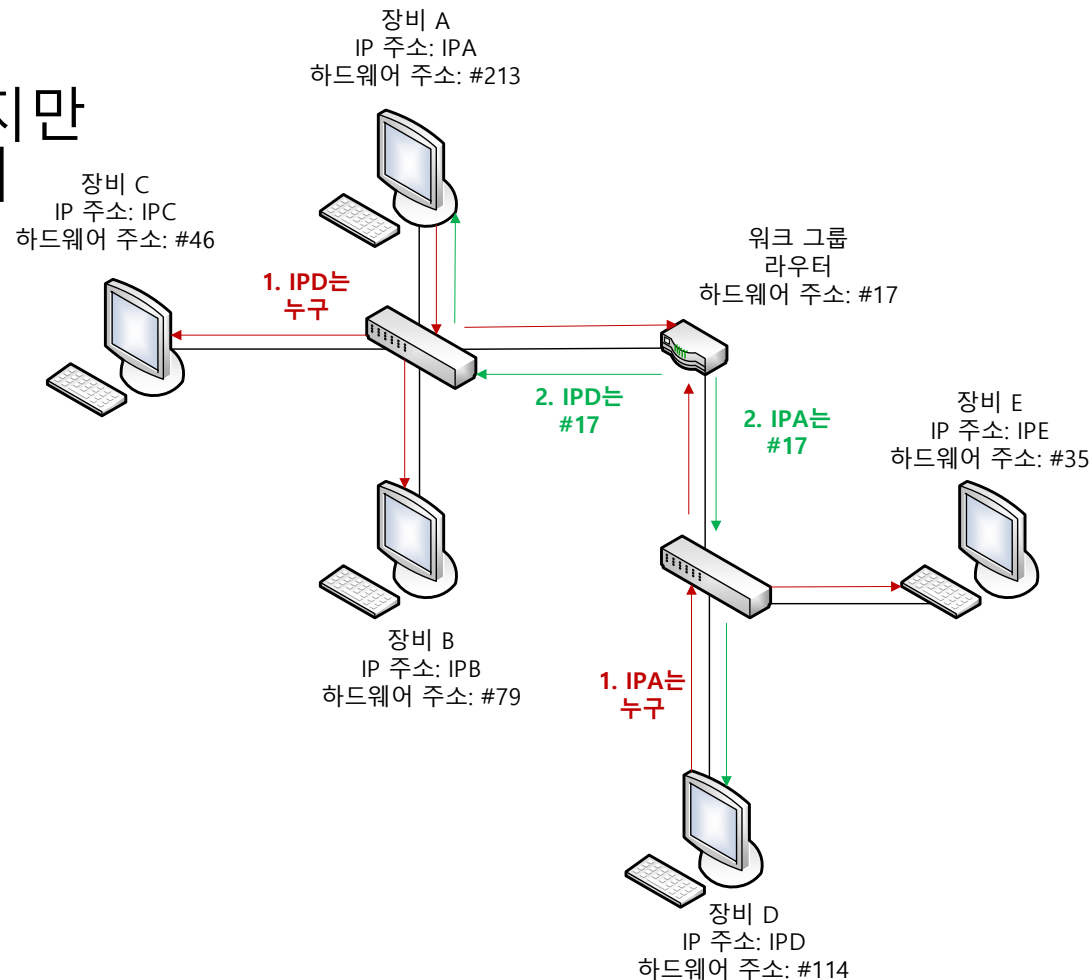 장비 A
IP 주소: IPA
하드웨어 주소: #213
지만
장비 C
IP 주소: IPC
하드웨어 주소: #46
워크 그룹
라우터
하드웨어 주소: #17
1. IPD는
누구
2. IPD는
#17
2. IPA는
#17
장비 E
IP 주소: IPE
하드웨어 주소: #35
장비 B
IP 주소: IPB
하드웨어 주소: #79
1. IPA는
누구
장비 D
IP 주소: IPD
하드웨어 주소: #114